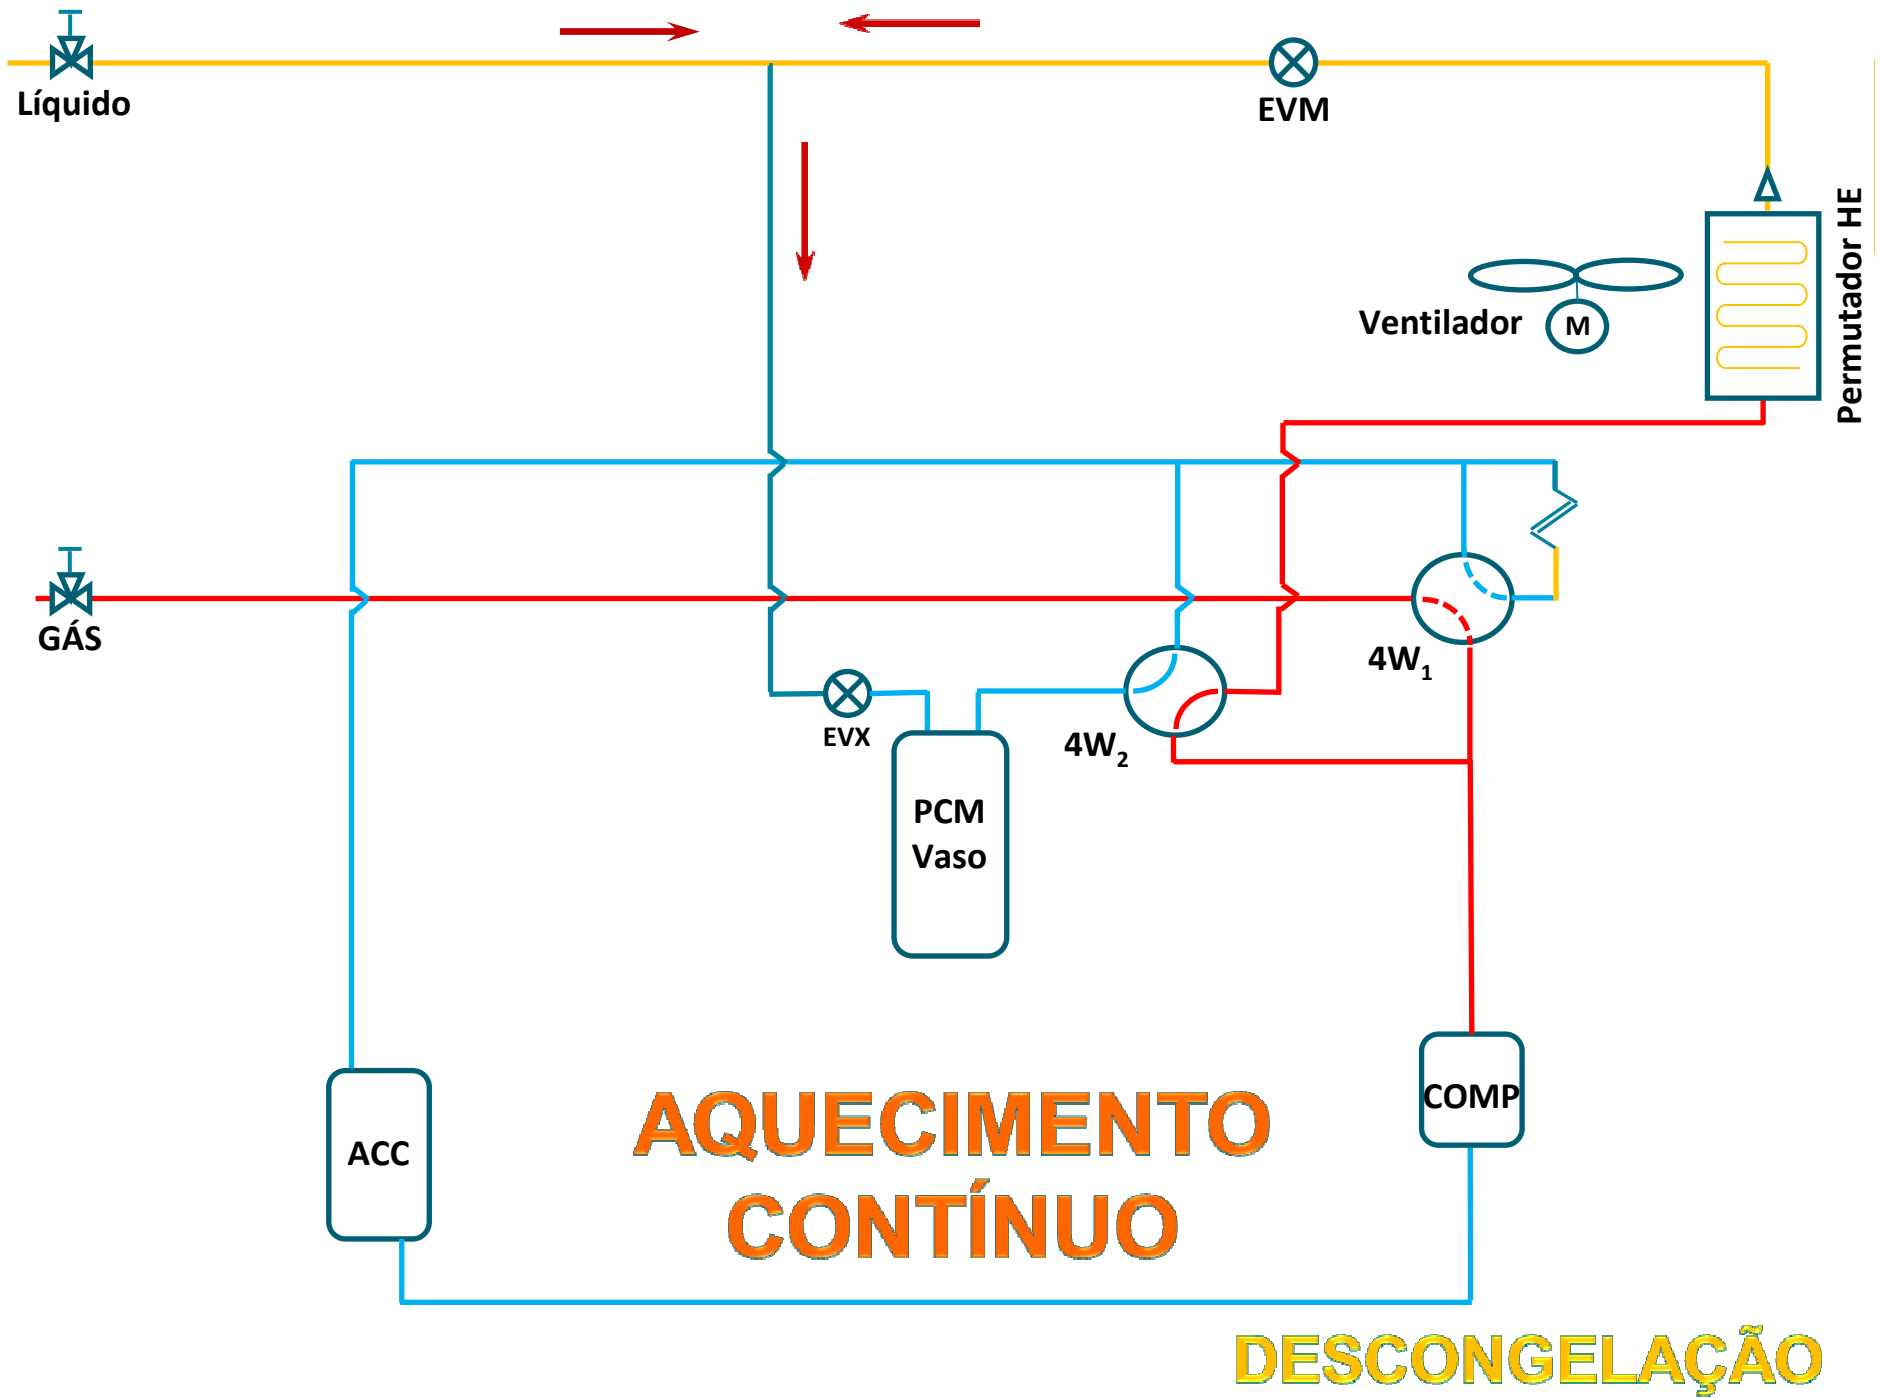 Líquido
EVM
Permutador HE
Ventilador
M
GÁS
4W1
EVX
4W2
PCM
Vaso
COMP
ACC
AQUECIMENTO
CONTÍNUO
DESCONGELAÇÃO